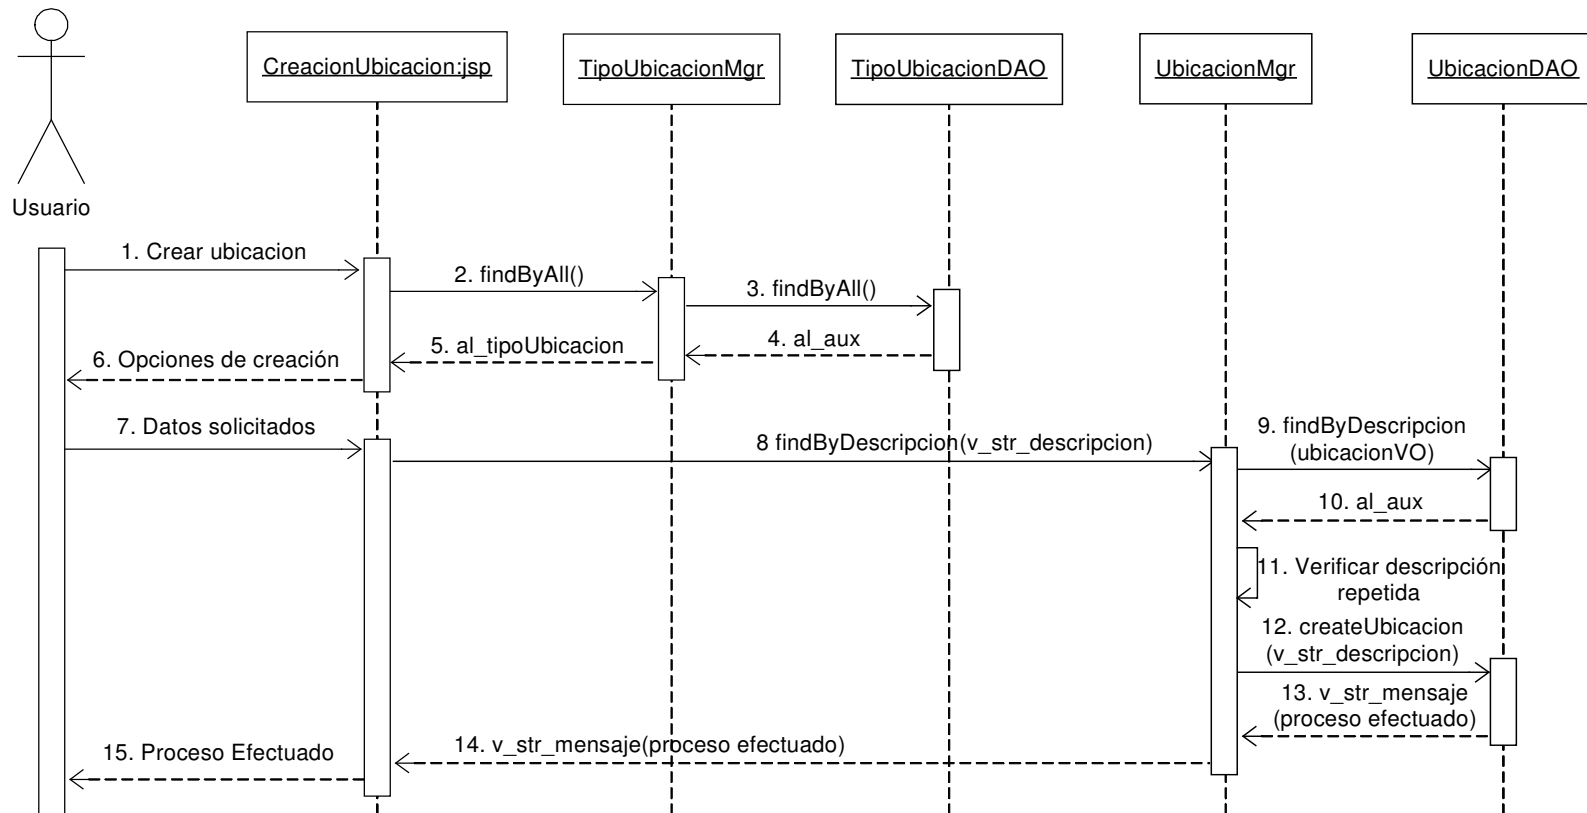 CreacionUbicacion:jsp
TipoUbicacionMgr
TipoUbicacionDAO
UbicacionMgr
UbicacionDAO
Usuario
1. Crear ubicacion
2. findByAll()
3. findByAll()
4. al_aux
5. al_tipoUbicacion
6. Opciones de creación
7. Datos solicitados
8 findByDescripcion(v_str_descripcion)
9. findByDescripcion
(ubicacionVO)
10. al_aux
11. Verificar descripción
repetida
12. createUbicacion
(v_str_descripcion)
13. v_str_mensaje
(proceso efectuado)
14. v_str_mensaje(proceso efectuado)
15. Proceso Efectuado